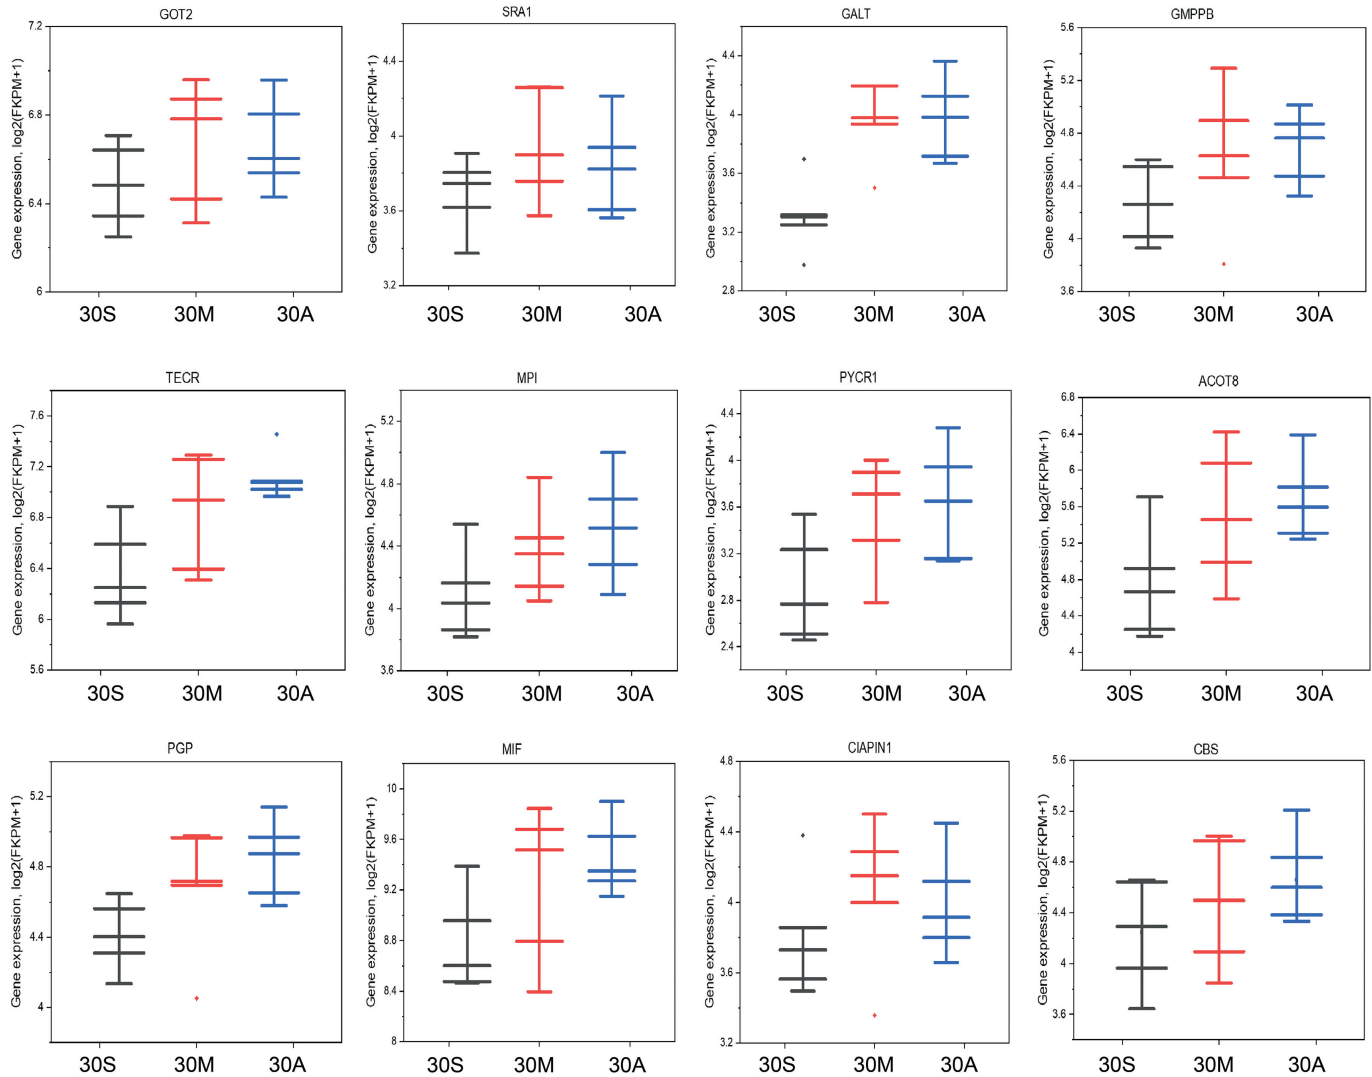 GOT2
Gene expression, log2(FKPM+1)
7.2
6.8
6.4
6
30S 30M 30A
SRA1
Gene expression, log2(FKPM+1)
4.4
4
3.6
3.2
30S 30M 30A
GALT
Gene expression, log2(FKPM+1)
4.4
4
3.6
3.2
2.8
30S 30M 30A
GMPPB
Gene expression, log2(FKPM+1)
5.6
5.2
4.8
4.4
4
3.6
30S 30M 30A
TECR
Gene expression, log2(FKPM+1)
7.6
7.2
6.8
6.4
6
5.6
30S 30M 30A
MPI
Gene expression, log2(FKPM+1)
5.2
4.8
4.4
4
3.6
30S 30M 30A
PYCR1
Gene expression, log2(FKPM+1)
4.4
4
3.6
3.2
2.8
2.4
30S 30M 30A
ACOT8
Gene expression, log2(FKPM+1)
6.8
6.4
6
5.6
5.2
4.8
4.4
4
30S 30M 30A
PGP
Gene expression, log2(FKPM+1)
5.2
4.8
4.4
4
30S 30M 30A
MIF
Gene expression, log2(FKPM+1)
10
9.6
9.2
8.8
8.4
8
30S 30M 30A
CIAPIN1
Gene expression, log2(FKPM+1)
4.8
4.4
4
3.6
3.2
30S 30M 30A
CBS
Gene expression, log2(FKPM+1)
5.6
5.2
4.8
4.4
4
3.6
30S 30M 30A